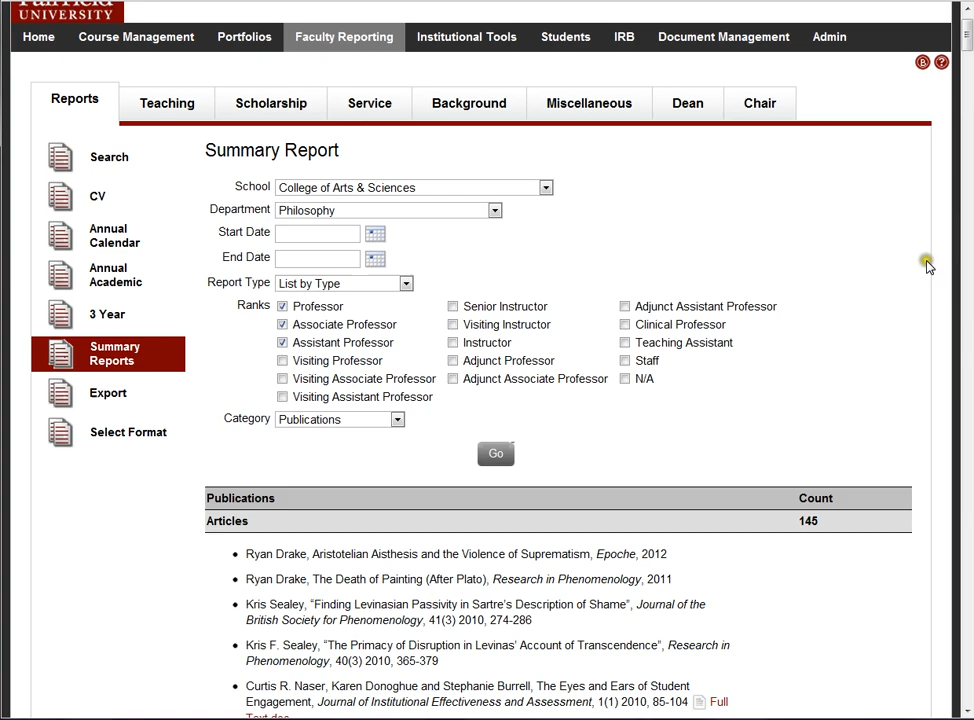 Fairfield
UNIVERSITY
Home Course Management Portfolios Faculty Reporting Institutional Tools Students IRB Document Management Admin
B ?
Reports Teaching Scholarship Service Background Miscellaneous Dean Chair
Search
CV
Annual
Calendar
Annual
Academic
3 Year
Summary
Reports
Export
Select Format
Summary Report
School College of Arts & Sciences
Department Philosophy
Start Date
End Date
Report Type List by Type
Ranks Professor Senior Instructor Adjunct Assistant Professor
Associate Professor Visiting Instructor Clinical Professor
Assistant Professor Instructor Teaching Assistant
Visiting Professor Adjunct Professor Staff
Visiting Associate Professor Adjunct Associate Professor N/A
Visiting Assistant Professor
Category Publications
Go
Publications Count
Articles 145
• Ryan Drake, Aristotelian Aisthesis and the Violence of Suprematism, Epoche, 2012
• Ryan Drake, The Death of Painting (After Plato), Research in Phenomenology, 2011
• Kris Sealey, “Finding Levinasian Passivity in Sartre’s Description of Shame”, Journal of the
British Society for Phenomenology, 41(3) 2010, 274-286
• Kris F. Sealey, “The Primacy of Disruption in Levinas’ Account of Transcendence”, Research in
Phenomenology, 40(3) 2010, 365-379
• Curtis R. Naser, Karen Donoghue and Stephanie Burrell, The Eyes and Ears of Student
Engagement, Journal of Institutional Effectiveness and Assessment, 1(1) 2010, 85-104 Full
Text.doc